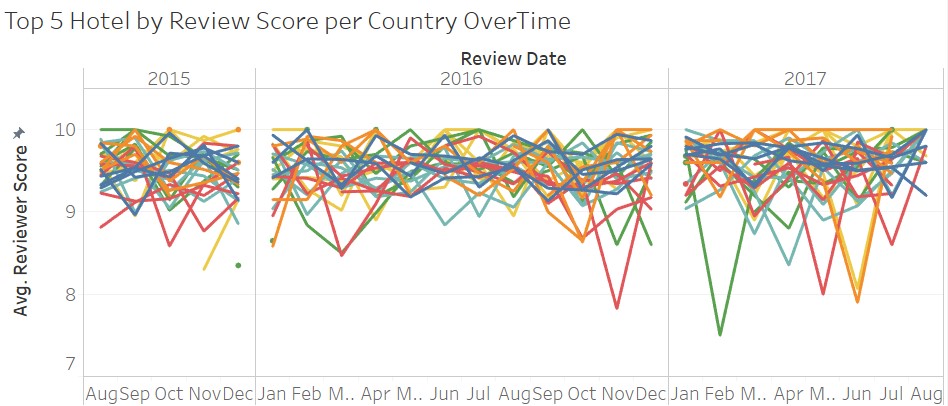 Top 5 Hotel by Review Score per Country OverTime
Review Date
2015 2016 2017
Avg. Reviewer Score
10
9
8
7
Aug Sep Oct Nov Dec Jan Feb M.. Apr M.. Jun Jul Aug Sep Oct Nov Dec Jan Feb M.. Apr M.. Jun Jul Aug